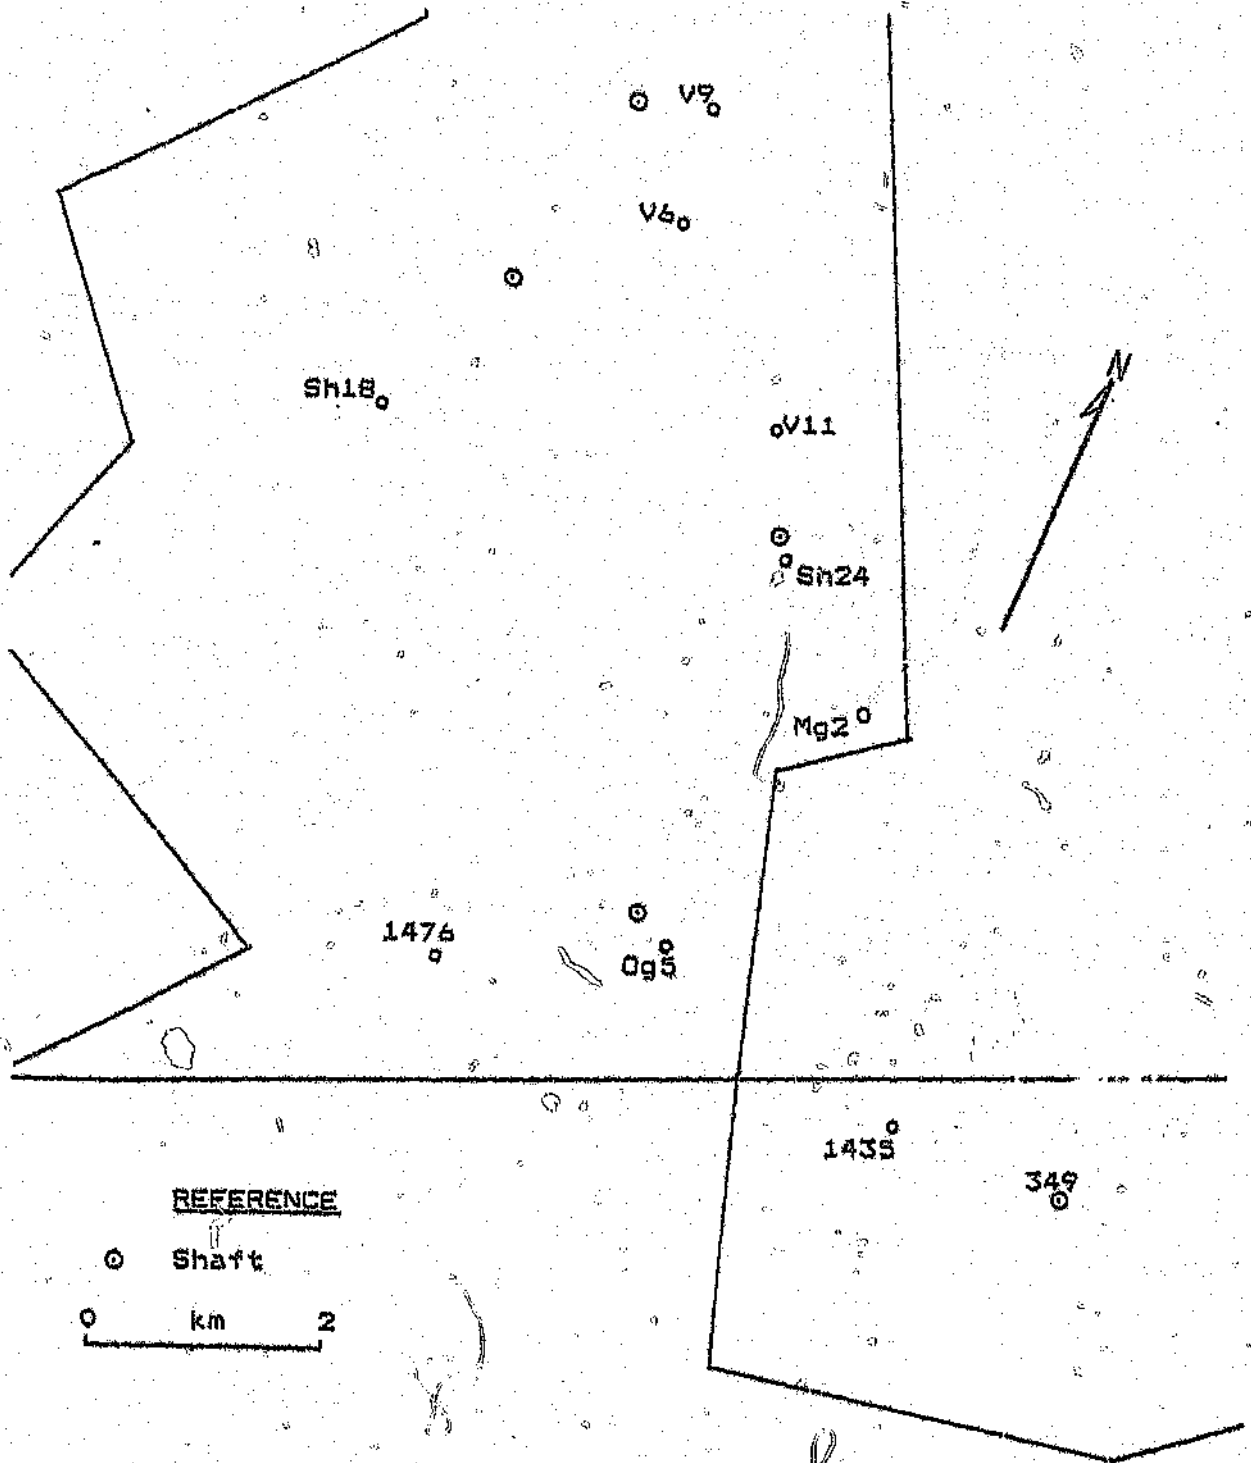 V9
V6
N
Sh18
V11
Sh24
Mg2
1476
Og5
1435
349
REFERENCE
Shaft
0 km 2